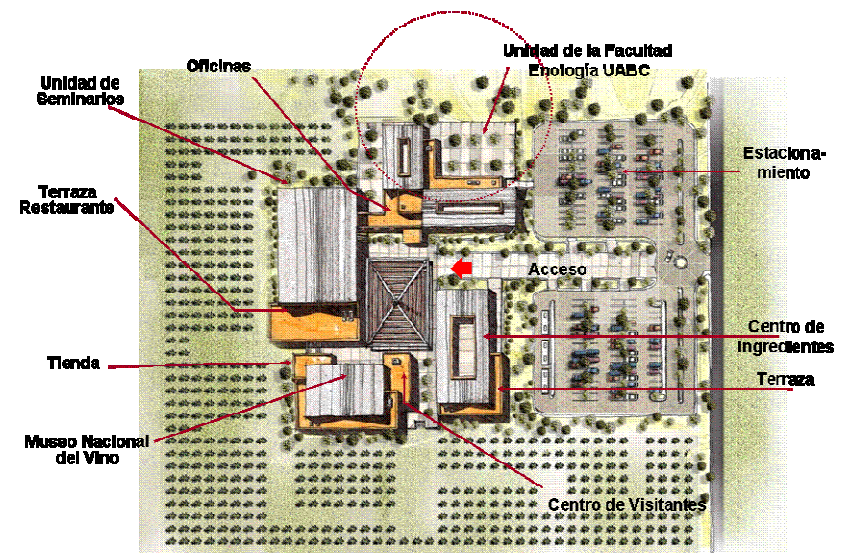 Oficinas
Unidad de la Facultad
Enología UABC
Unidad de
Seminarios
Estaciona-
miento
Terraza
Restaurante
Acceso
Centro de
Ingredientes
Tienda
Terraza
Museo Nacional
del Vino
Centro de Visitantes